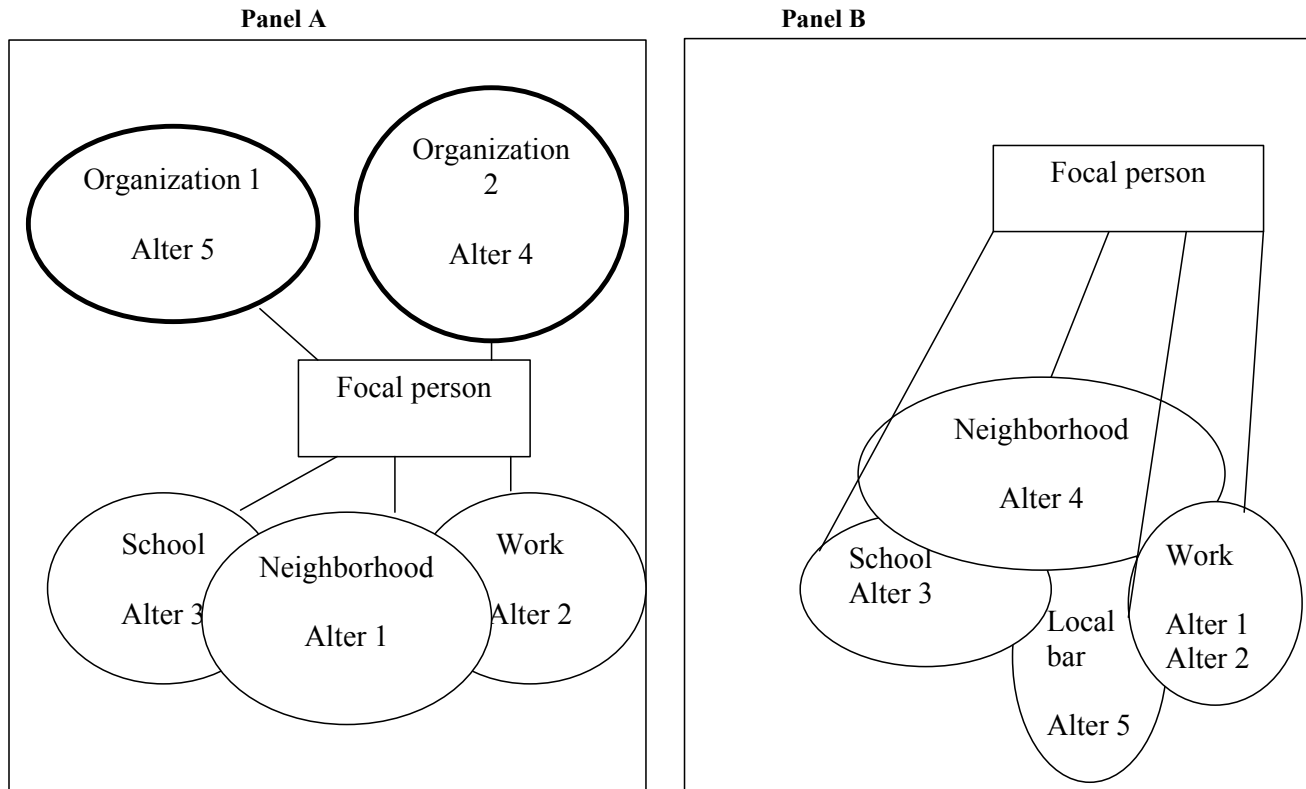 Panel A
Organization 1
Alter 5
Organization
2
Alter 4
Focal person
School
Alter 3
Neighborhood
Alter 1
Work
Alter 2
Panel B
Focal person
Neighborhood
Alter 4
School
Alter 3
Local
bar
Alter 5
Work
Alter 1
Alter 2